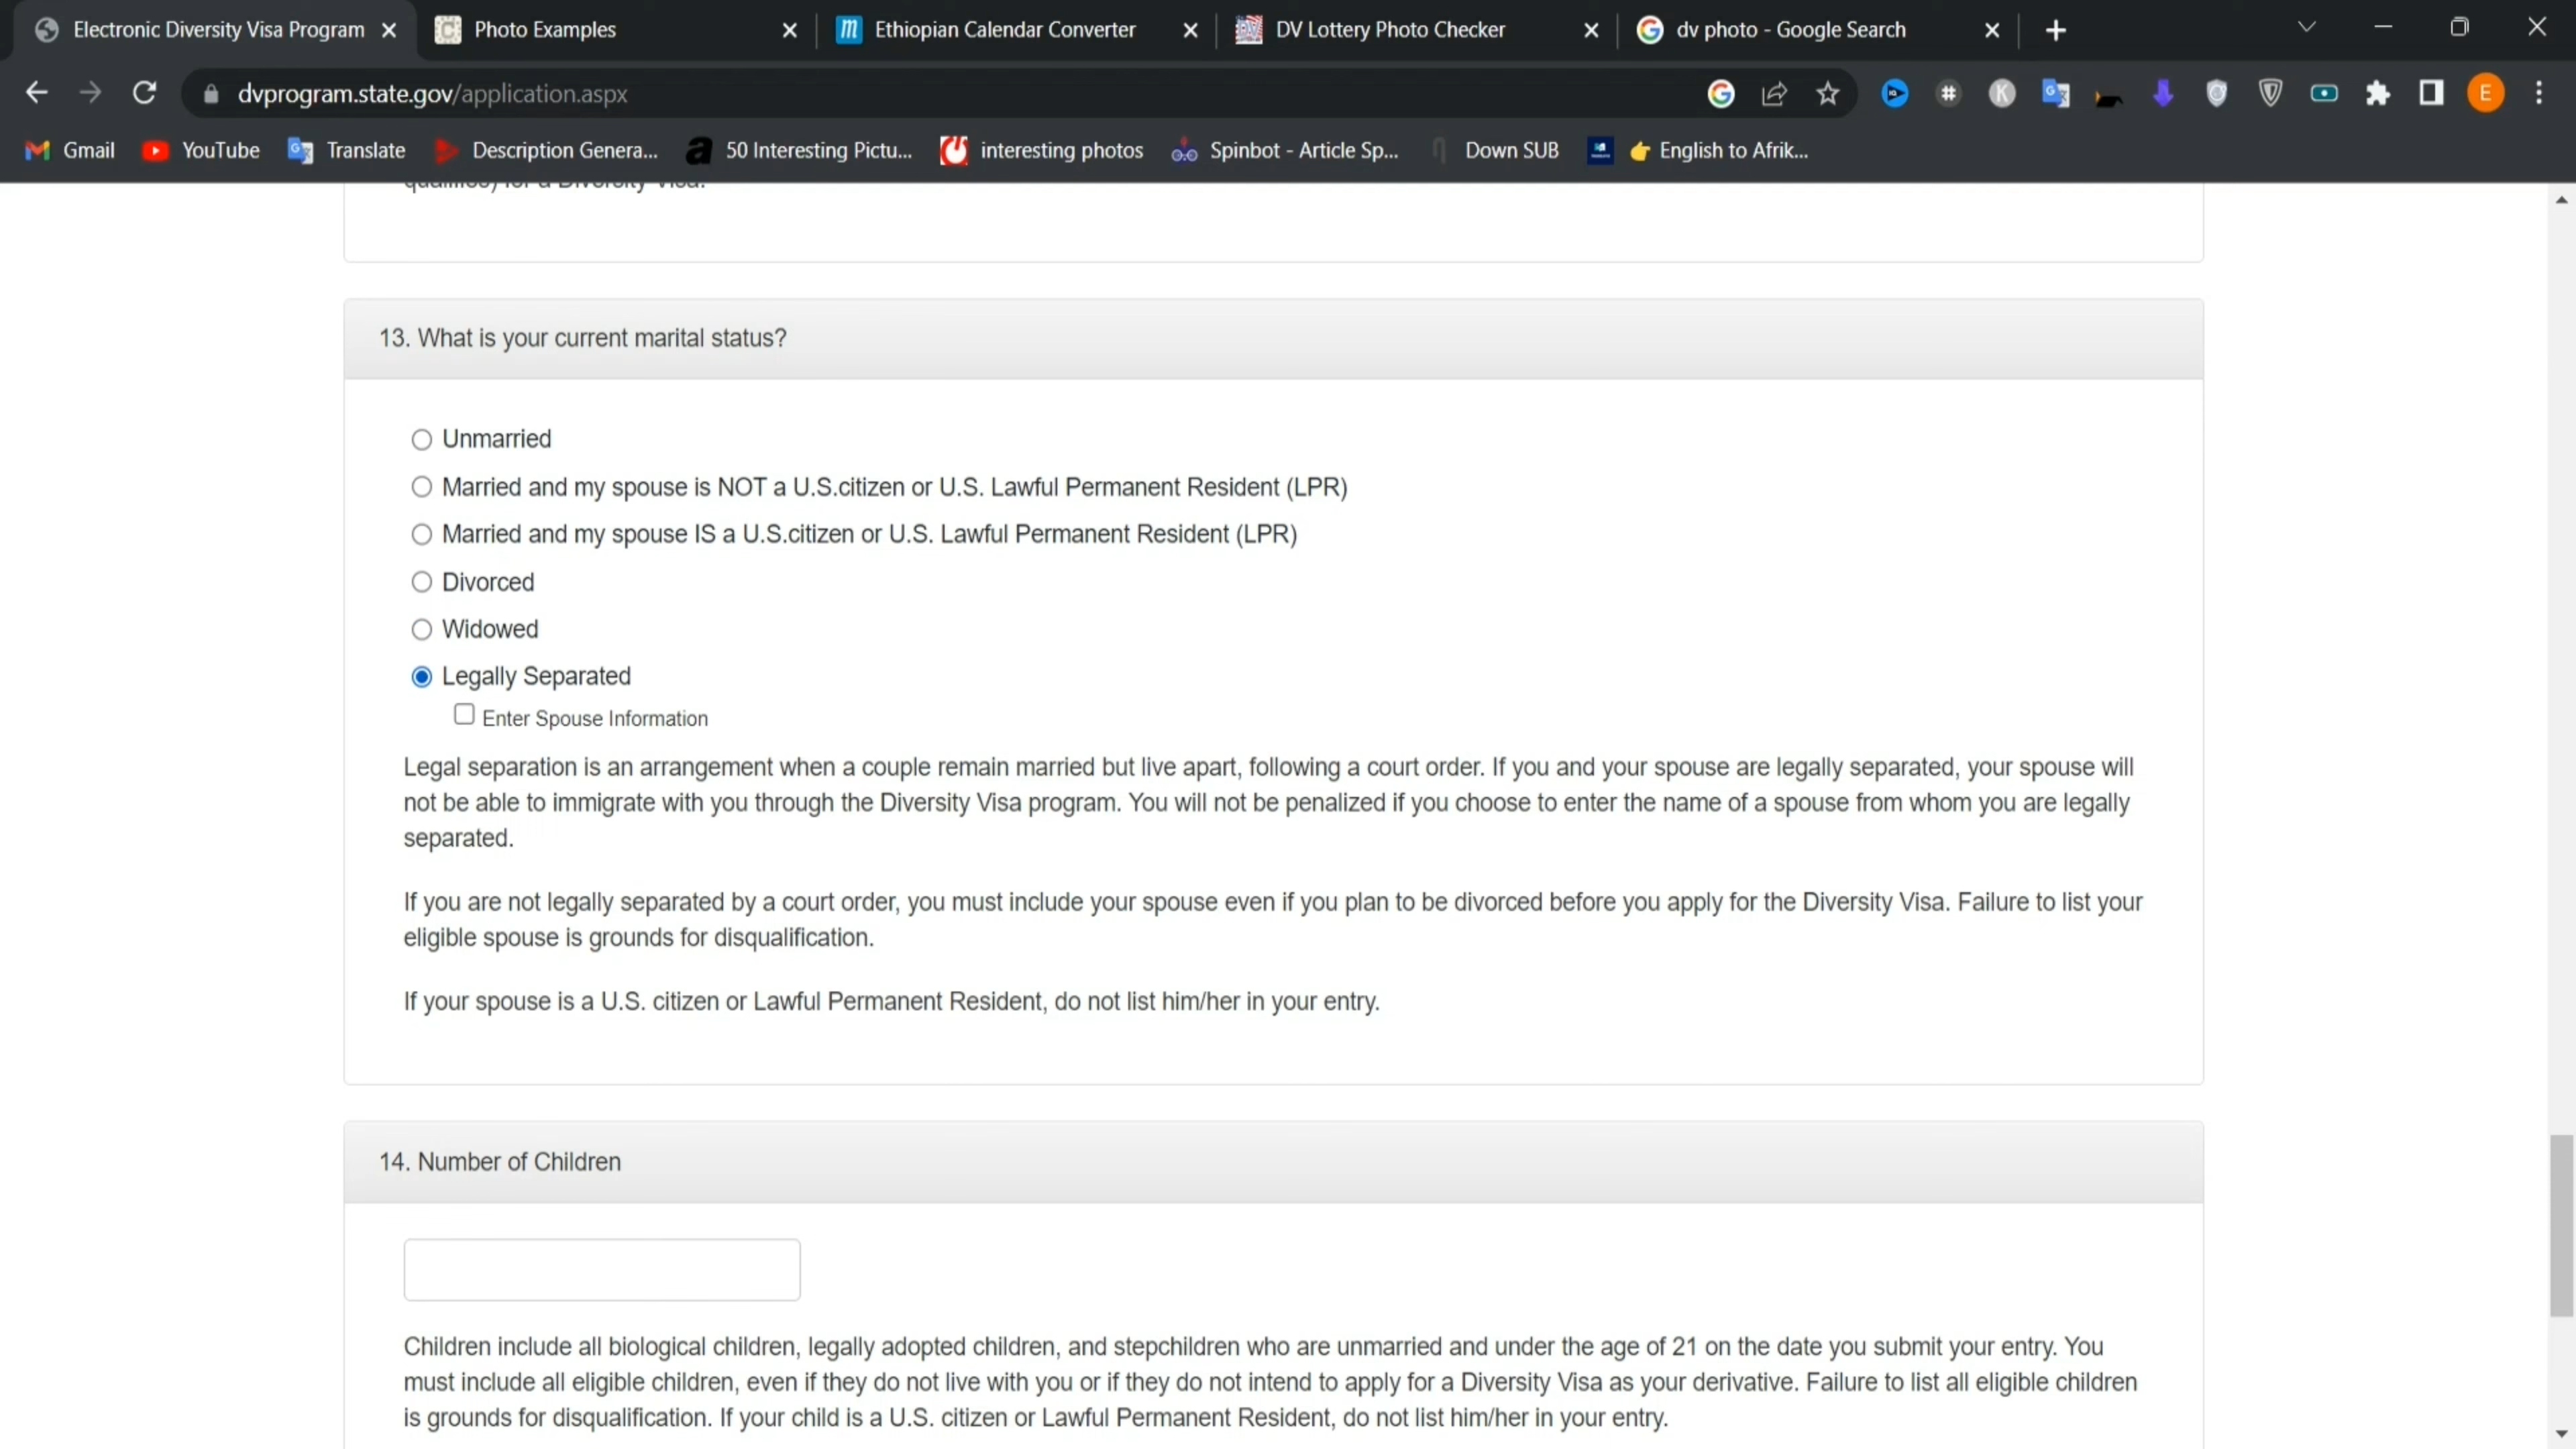 Electronic Diversity Visa Program
Photo Examples
Ethiopian Calendar Converter
DV Lottery Photo Checker
dv photo - Google Search
dvprogram.state.gov/application.aspx
Gmail
YouTube
Translate
Description Genera...
50 Interesting Pictu...
interesting photos
Spinbot - Article Sp...
Down SUB
English to Afrik...
qualifies) for a Diversity Visa.
13. What is your current marital status?
Unmarried
Married and my spouse is NOT a U.S.citizen or U.S. Lawful Permanent Resident (LPR)
Married and my spouse IS a U.S.citizen or U.S. Lawful Permanent Resident (LPR)
Divorced
Widowed
Legally Separated
Enter Spouse Information
Legal separation is an arrangement when a couple remain married but live apart, following a court order. If you and your spouse are legally separated, your spouse will
not be able to immigrate with you through the Diversity Visa program. You will not be penalized if you choose to enter the name of a spouse from whom you are legally
separated.
If you are not legally separated by a court order, you must include your spouse even if you plan to be divorced before you apply for the Diversity Visa. Failure to list your
eligible spouse is grounds for disqualification.
If your spouse is a U.S. citizen or Lawful Permanent Resident, do not list him/her in your entry.
14. Number of Children
Children include all biological children, legally adopted children, and stepchildren who are unmarried and under the age of 21 on the date you submit your entry. You
must include all eligible children, even if they do not live with you or if they do not intend to apply for a Diversity Visa as your derivative. Failure to list all eligible children
is grounds for disqualification. If your child is a U.S. citizen or Lawful Permanent Resident, do not list him/her in your entry.